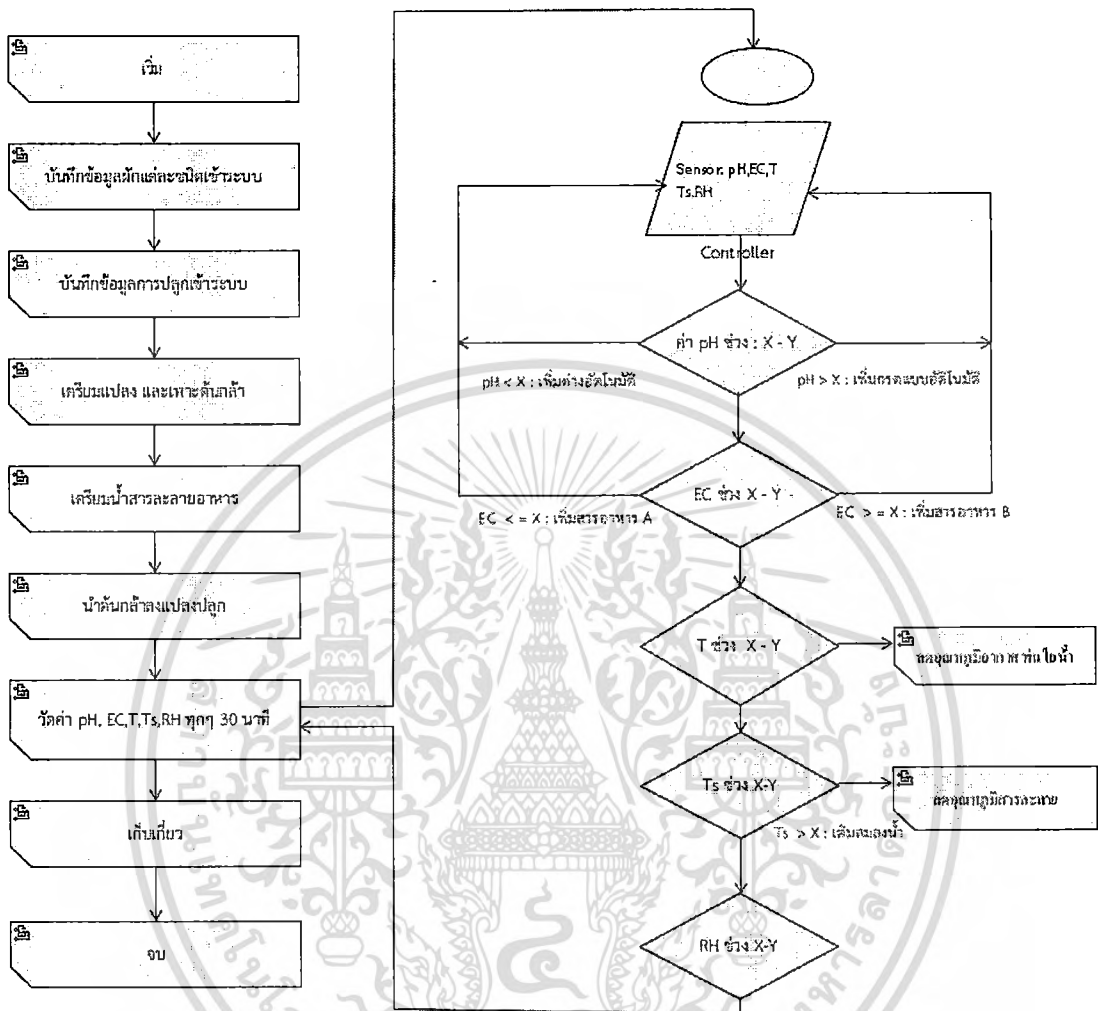 เริ่ม
บันทึกข้อมูลผักแต่ละชนิดเข้าระบบ
บันทึกข้อมูลการปลูกเข้าระบบ
เตรียมแปลง และเพาะต้นกล้า
เตรียมน้ำสารละลายอาหาร
นำต้นกล้าลงแปลงปลูก
วัดค่า pH, EC,T,Ts,RH ทุกๆ 30 นาที
เก็บเกี่ยว
จบ
Sensor: pH,EC,T
Ts,RH
Controller
ค่า pH ช่วง : X - Y
pH < X : เพิ่มด่างอัตโนมัติ
pH > X : เพิ่มกรดแบบอัตโนมัติ
EC ช่วง X - Y -
EC < = X : เพิ่มสารอาหาร A
EC > = X : เพิ่มสารอาหาร B
T ช่วง X - Y
ลดอุณหภูมิอากาศ พ่นไอน้ำ
Ts ช่วง X-Y
ลดอุณหภูมิสารละลาย
Ts > X :
RH ช่วง X-Y